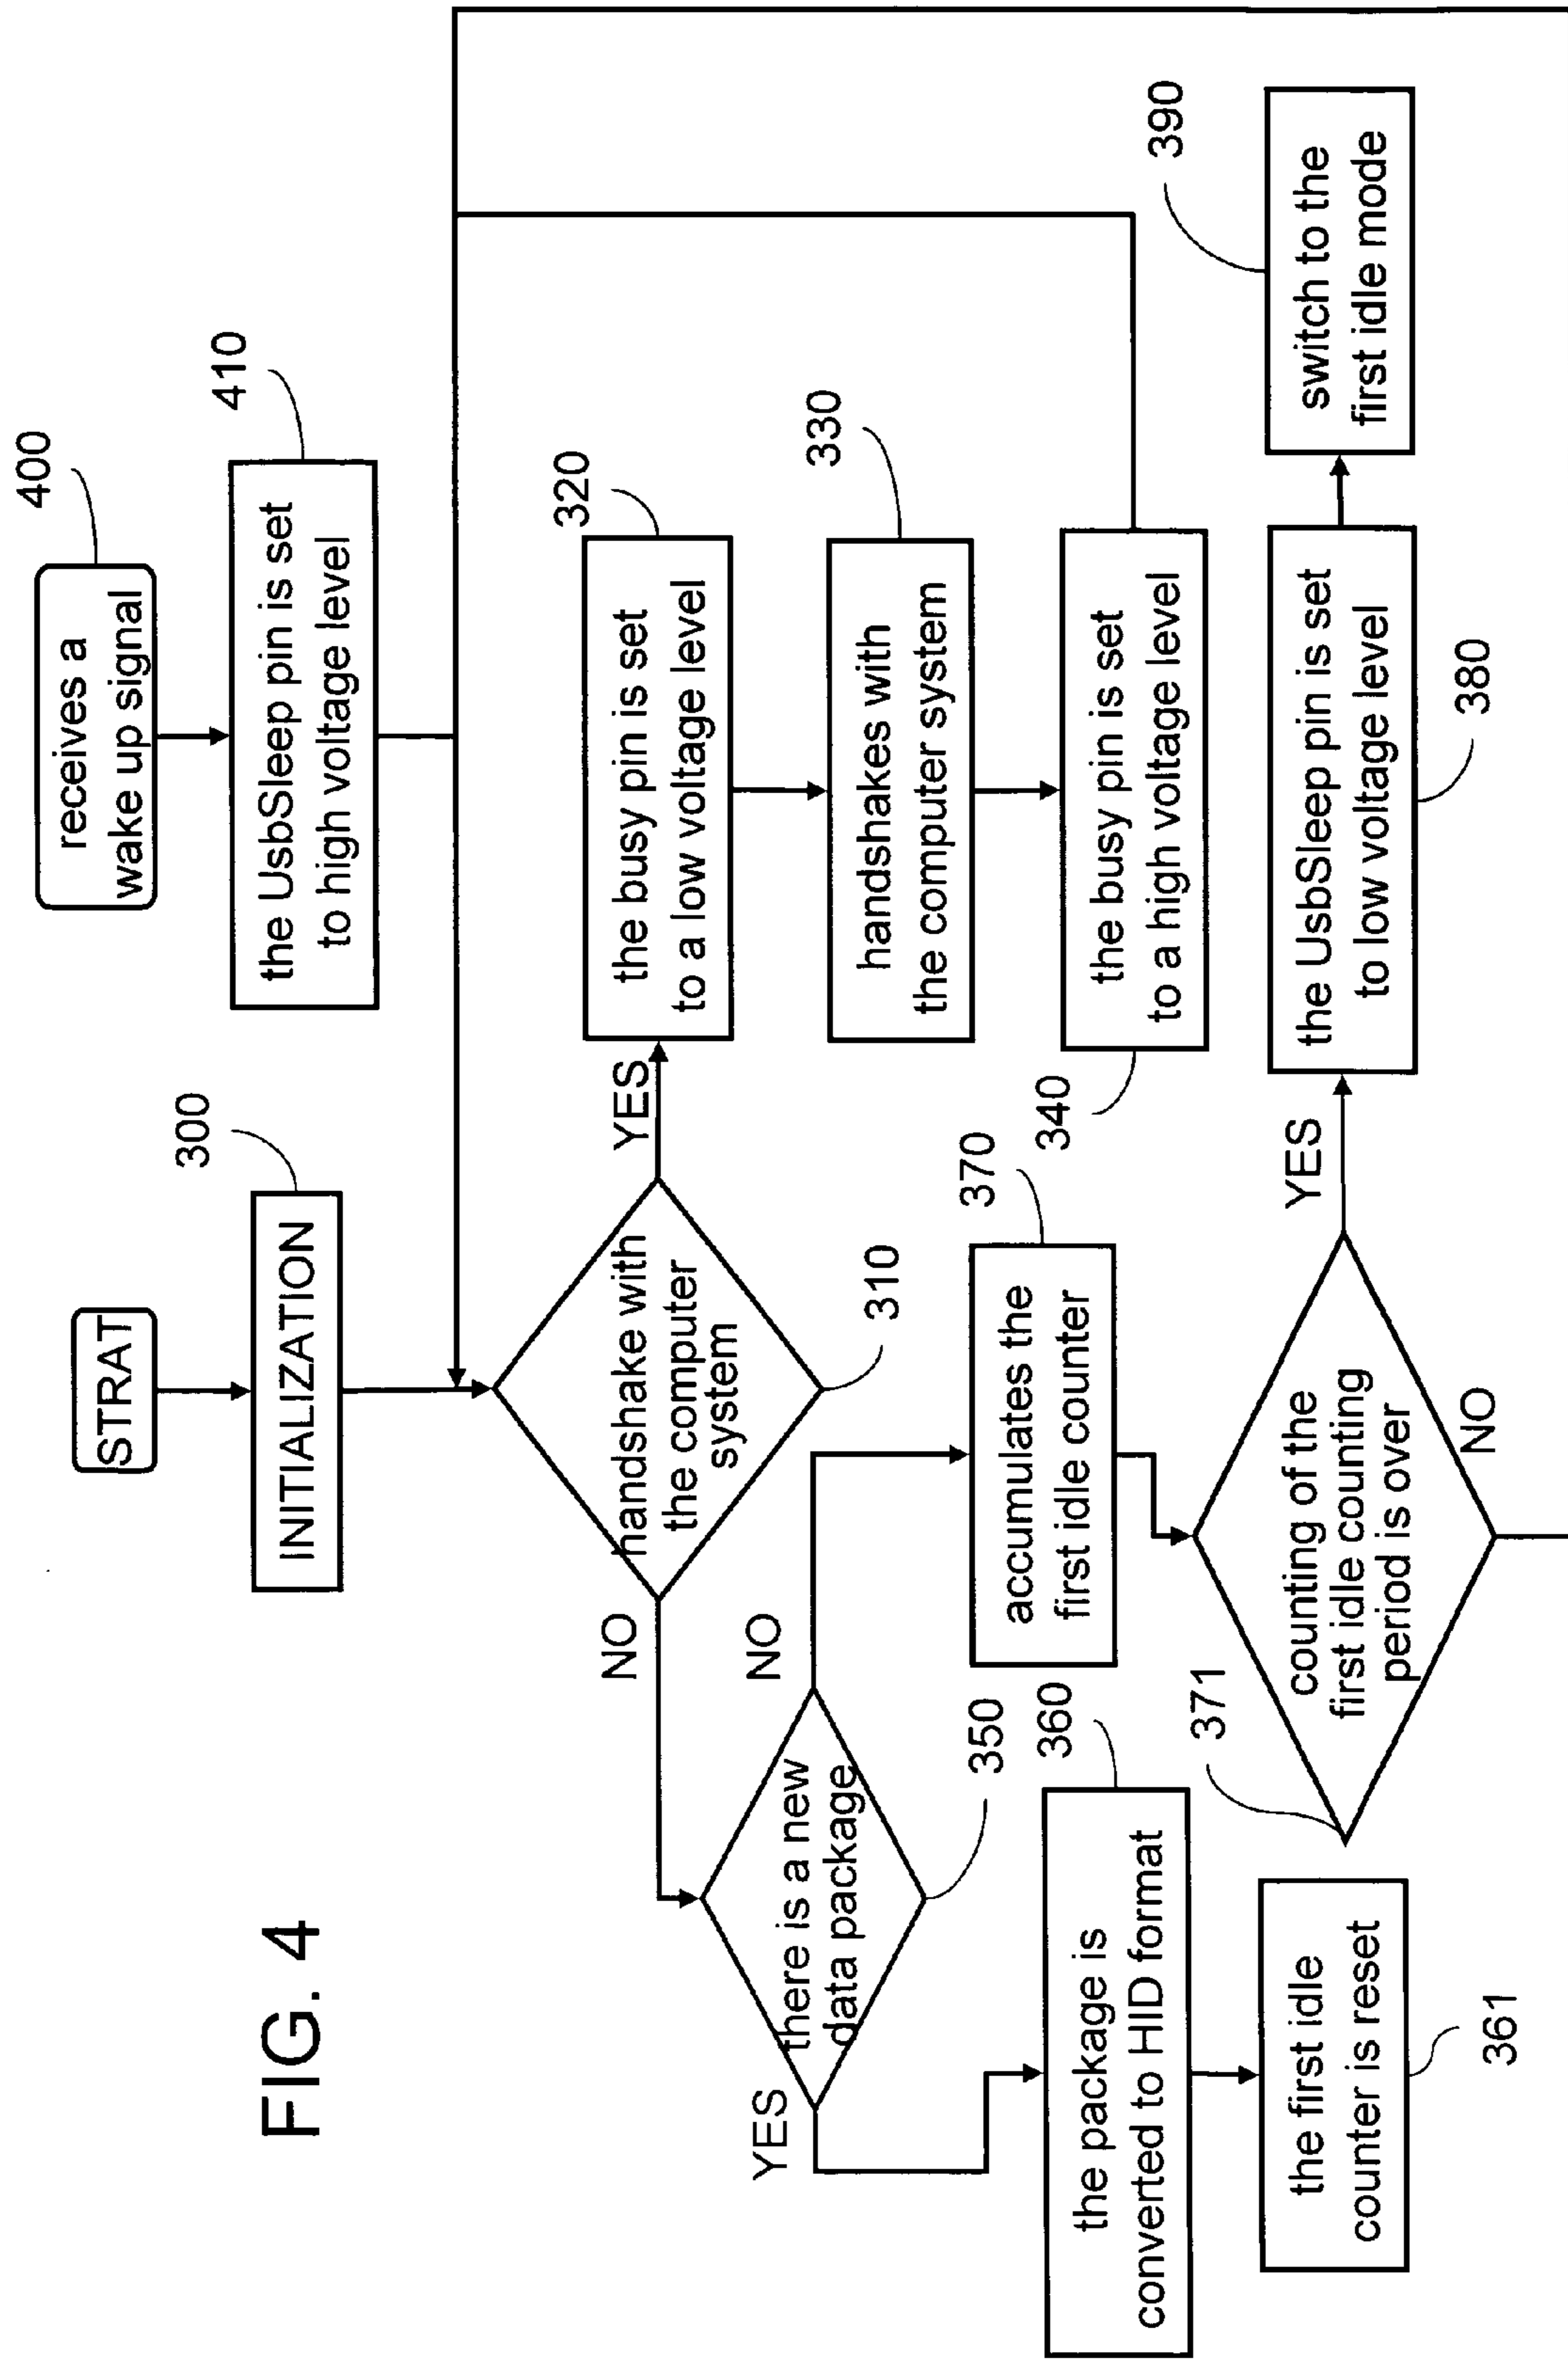 FIG. 4
STRAT
300
INITIALIZATION
400
receives a
wake up signal
410
the UsbSleep pin is set
to high voltage level
handshake with
the computer
system
310
YES
NO
320
the busy pin is set
to a low voltage level
330
handshakes with
the computer system
340
the busy pin is set
to a high voltage level
there is a new
data package
350
YES
NO
360
the package is
converted to HID format
361
the first idle
counter is reset
370
accumulates the
first idle counter
371
counting of the
first idle counting
period is over
YES
NO
380
the UsbSleep pin is set
to low voltage level
390
switch to the
first idle mode